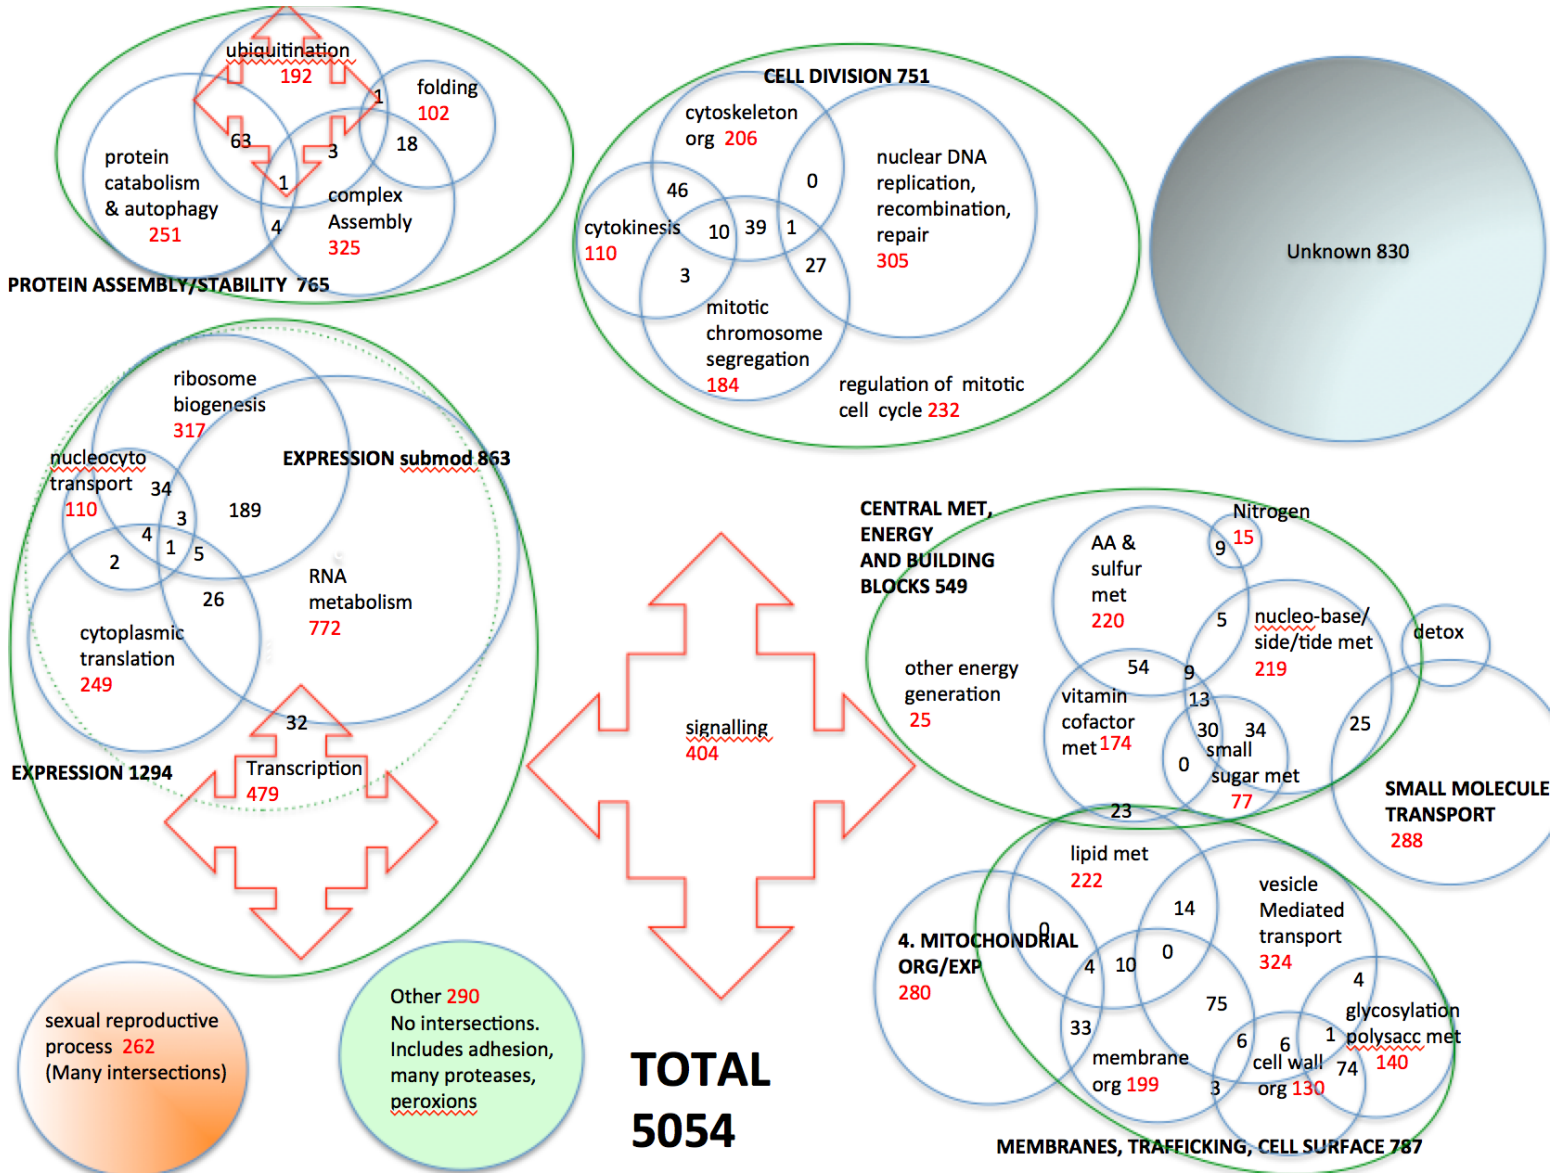 ubiquitination
192
folding
102
1
63
3
18
protein
catabolism
& autophagy
251
1
complex
Assembly
325
4
PROTEIN ASSEMBLY/STABILITY 765
CELL DIVISION 751
cytoskeleton
org 206
nuclear DNA
replication,
recombination,
repair
305
0
46
cytokinesis
110
10
39
1
27
3
mitotic
chromosome
segregation
184
regulation of mitotic
cell cycle 232
Unknown 830
ribosome
biogenesis
317
EXPRESSION submod 863
nucleocyto
transport
110
34
189
3
4
1
5
2
26
RNA
metabolism
772
cytoplasmic
translation
249
32
EXPRESSION 1294
Transcription
479
signalling
404
CENTRAL MET,
ENERGY
AND BUILDING
BLOCKS 549
Nitrogen
15
9
AA &
sulfur
met
220
5
nucleo-base/
side/tide met
219
detox
other energy
generation
25
54
9
13
vitamin
cofactor
met 174
30
34
25
0
small
sugar met
77
SMALL MOLECULE
TRANSPORT
288
23
lipid met
222
vesicle
Mediated
transport
324
14
0
0
4. MITOCHONDRIAL
ORG/EXP
280
4
10
4
75
33
glycosylation
polysacc met
140
1
6
6
membrane
org 199
cell wall
org 130
74
3
MEMBRANES, TRAFFICKING, CELL SURFACE 787
sexual reproductive
process 262
(Many intersections)
Other 290
No intersections.
Includes adhesion,
many proteases,
peroxions
TOTAL
5054